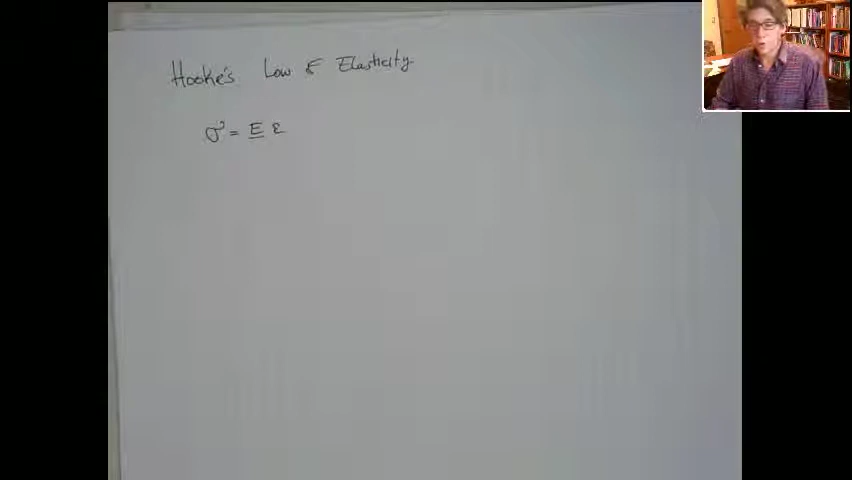 Hooke's Law & Elasticity
σ = E ε